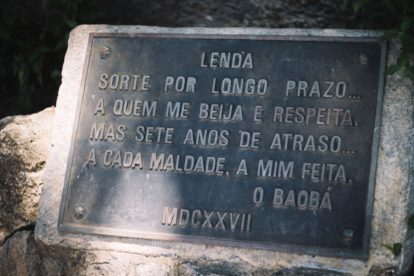 LENDA
SORTE POR LONGO PRAZO...
A QUEM ME BEIJA E RESPEITA.
MAS SETE ANOS DE ATRASO...
A CADA MALDADE, A MIM FEITA.
O BAOBÁ
MDCXXVII